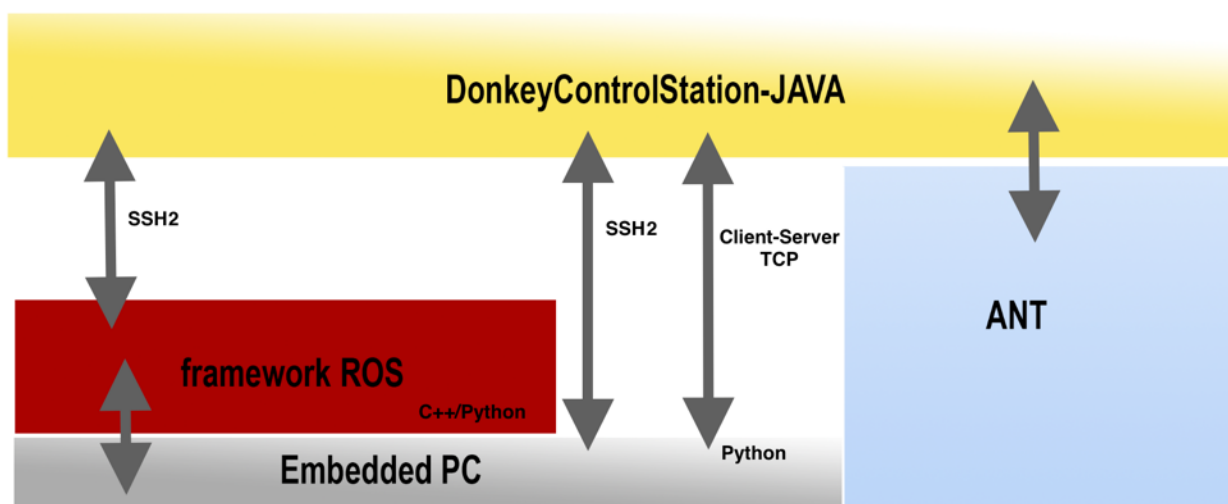 DonkeyControlStation-JAVA
SSH2
SSH2
Client-Server
TCP
ANT
framework ROS
C++/Python
Python
Embedded PC